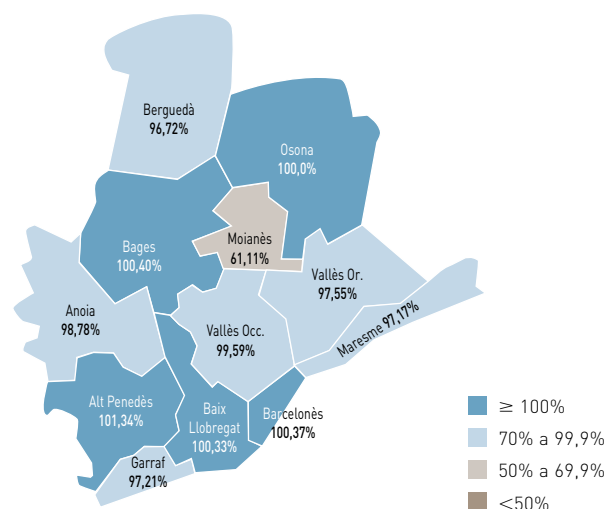 Berguedà
96,72%
Osona
100,0%
Bages
100,40%
Moianès
61,11%
Vallès Or.
97,55%
Anoia
98,78%
Vallès Occ.
99,59%
Maresme 97,17%
Alt Penedès
101,34%
Baix
Llobregat
100,33%
Barcelonès
100,37%
Garraf
97,21%
≥ 100%
70% a 99,9%
50% a 69,9%
<50%